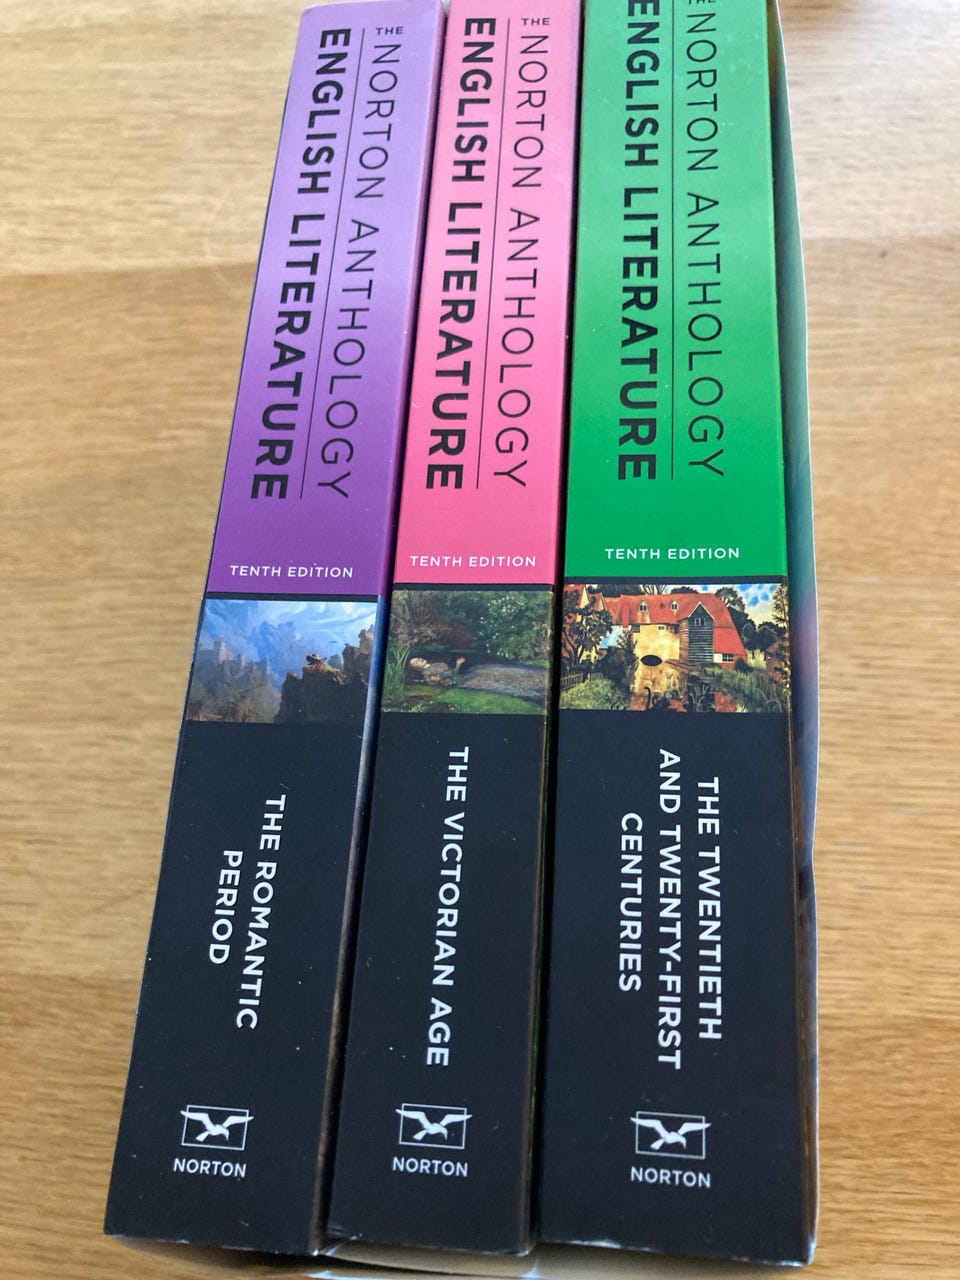 THE NORTON ANTHOLOGY
ENGLISH LITERATURE
TENTH EDITION
THE ROMANTIC
PERIOD
NORTON
THE NORTON ANTHOLOGY
ENGLISH LITERATURE
TENTH EDITION
THE VICTORIAN AGE
NORTON
THE NORTON ANTHOLOGY
ENGLISH LITERATURE
TENTH EDITION
THE TWENTIETH
AND TWENTY-FIRST
CENTURIES
NORTON